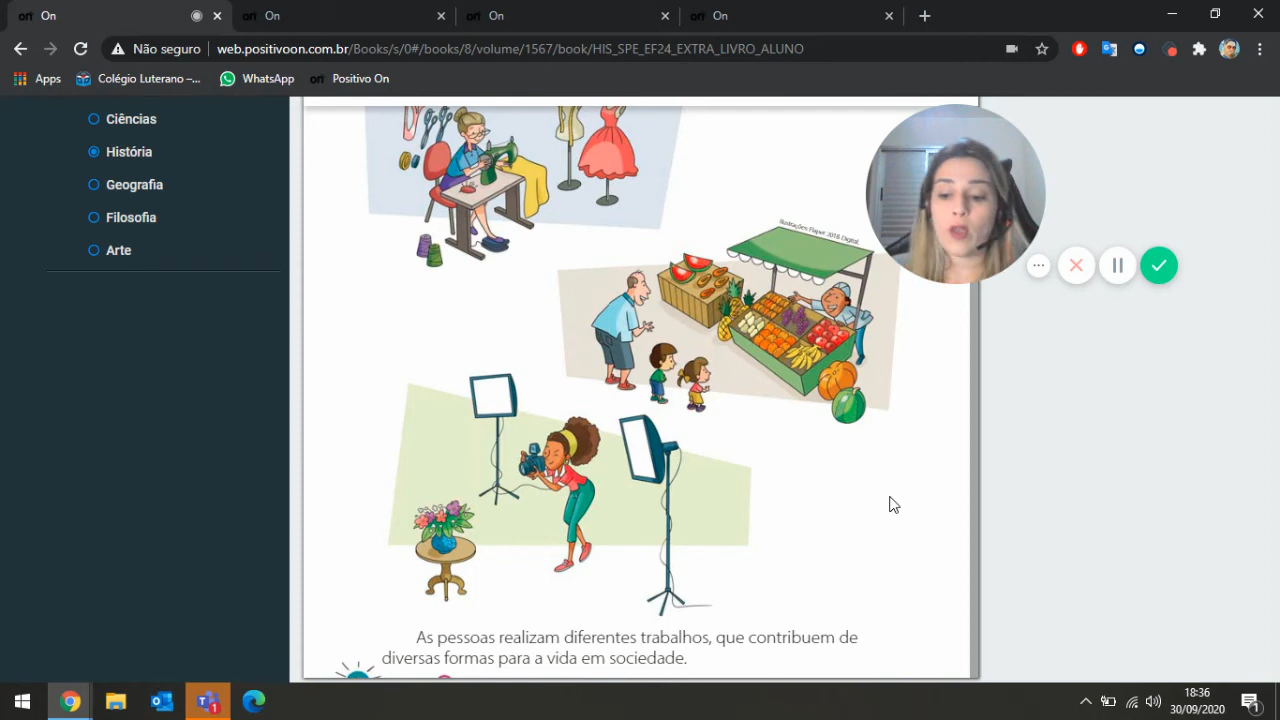 On
On
On
On
Não seguro
web.positivoon.com.br/Books/s/0#/books/8/volume/1567/book/HIS_SPE_EF24_EXTRA_LIVRO_ALUNO
Apps
Colégio Luterano –...
WhatsApp
on Positivo On
Ciências
História
Geografia
Filosofia
Arte
Ilustrações: Flaper. 2018. Digital.
As pessoas realizam diferentes trabalhos, que contribuem de
diversas formas para a vida em sociedade.
18:36
30/09/2020